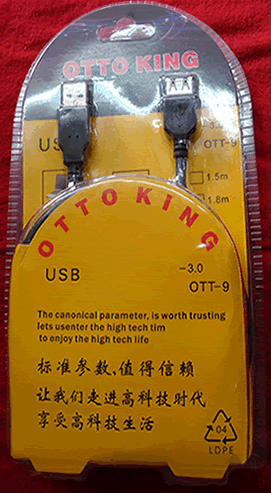 OTTO KING
-3.0
OTT-9
1.5m
1.8m
OTTO KING
USB
-3.0
OTT-9
The canonical parameter, is worth trusting
lets usenter the high tech tim
to enjoy the high tech life
标准参数,值得信赖
让我们走进高科技时代
享受高科技生活
04
LDPE